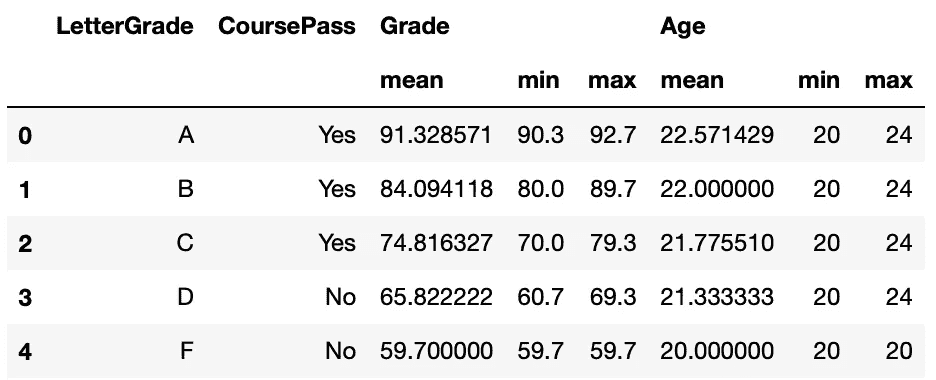 LetterGrade CoursePass Grade Age
mean min max mean min max
0 A Yes 91.328571 90.3 92.7 22.571429 20 24
1 B Yes 84.094118 80.0 89.7 22.000000 20 24
2 C Yes 74.816327 70.0 79.3 21.775510 20 24
3 D No 65.822222 60.7 69.3 21.333333 20 24
4 F No 59.700000 59.7 59.7 20.000000 20 20